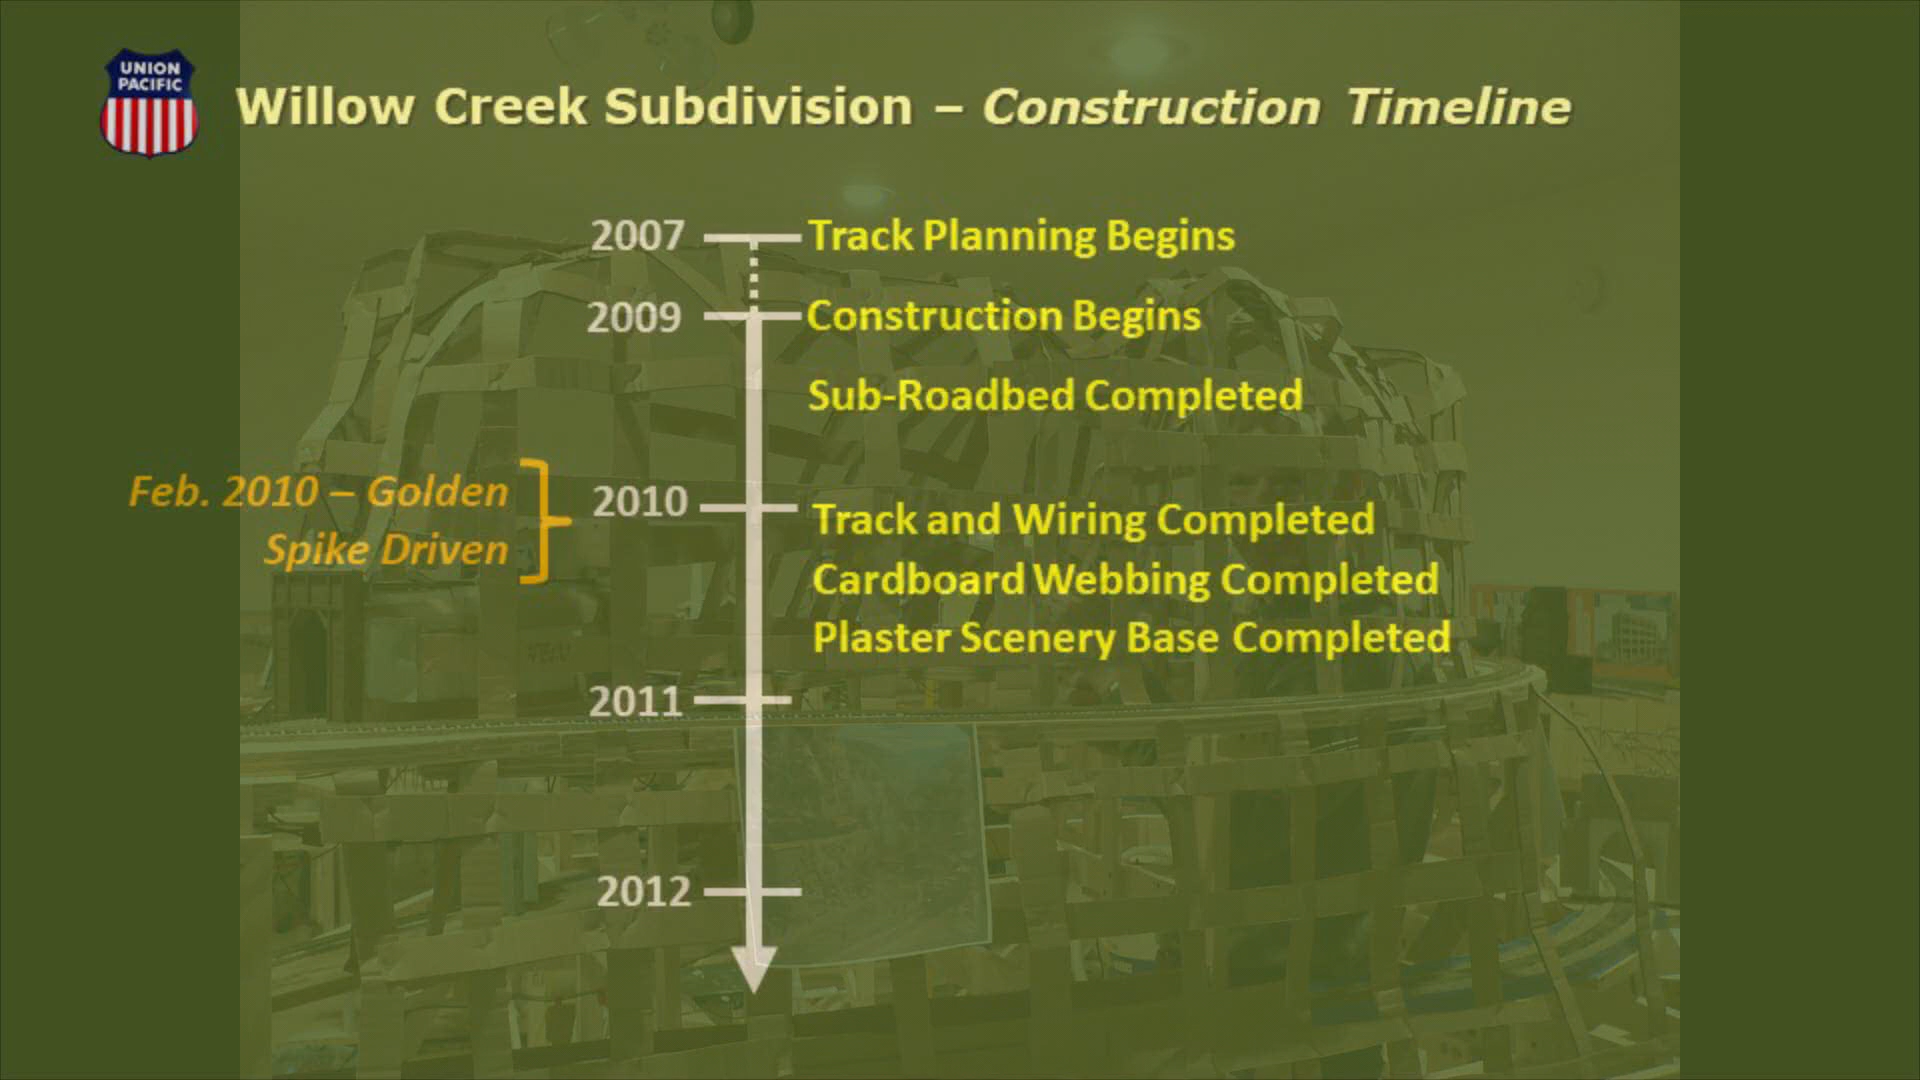 UNION
PACIFIC
Willow Creek Subdivision – Construction Timeline
2007 Track Planning Begins
2009 Construction Begins
Sub-Roadbed Completed
Feb. 2010 – Golden
Spike Driven
2010 Track and Wiring Completed
Cardboard Webbing Completed
Plaster Scenery Base Completed
2011
2012